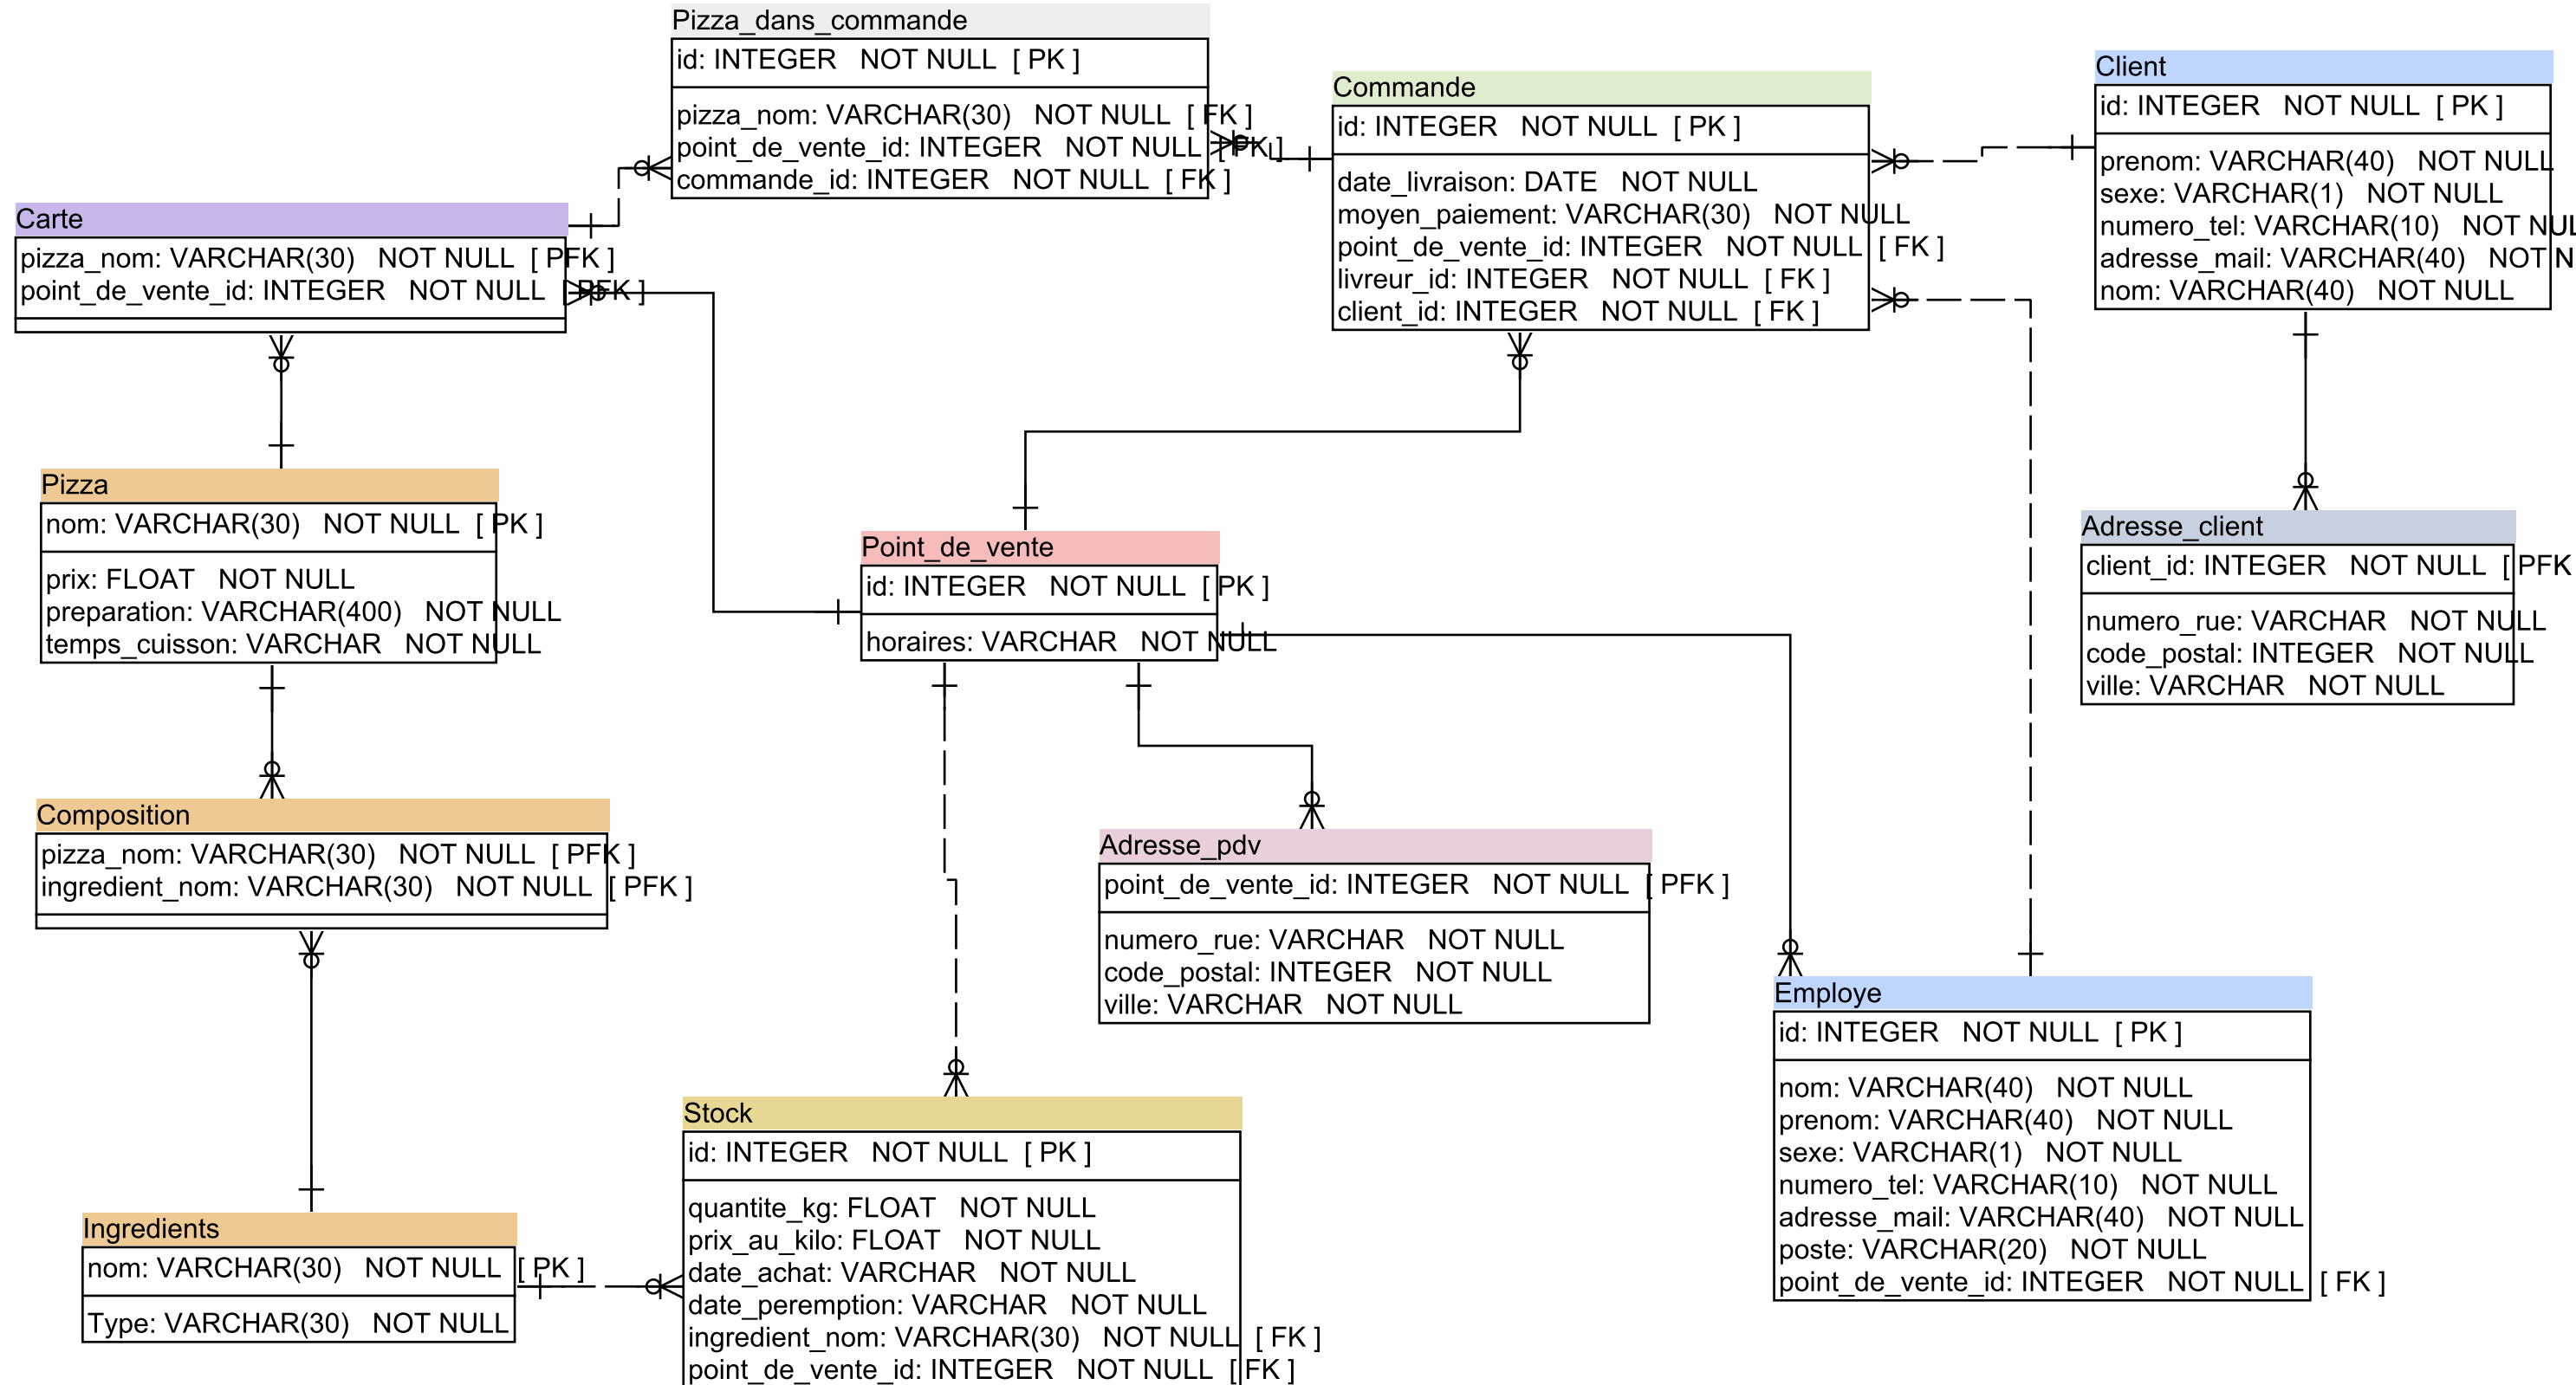 Pizza_dans_commande
id: INTEGER NOT NULL [ PK ]
pizza_nom: VARCHAR(30) NOT NULL [ FK ]
point_de_vente_id: INTEGER NOT NULL [ FK ]
commande_id: INTEGER NOT NULL [ FK ]
Commande
id: INTEGER NOT NULL [ PK ]
date_livraison: DATE NOT NULL
moyen_paiement: VARCHAR(30) NOT NULL
point_de_vente_id: INTEGER NOT NULL [ FK ]
livreur_id: INTEGER NOT NULL [ FK ]
client_id: INTEGER NOT NULL [ FK ]
Client
id: INTEGER NOT NULL [ PK ]
prenom: VARCHAR(40) NOT NULL
sexe: VARCHAR(1) NOT NULL
numero_tel: VARCHAR(10) NOT NUL
adresse_mail: VARCHAR(40) NOT N
nom: VARCHAR(40) NOT NULL
Carte
pizza_nom: VARCHAR(30) NOT NULL [ PFK ]
point_de_vente_id: INTEGER NOT NULL [ PFK ]
Pizza
nom: VARCHAR(30) NOT NULL [ PK ]
prix: FLOAT NOT NULL
preparation: VARCHAR(400) NOT NULL
temps_cuisson: VARCHAR NOT NULL
Point_de_vente
id: INTEGER NOT NULL [ PK ]
horaires: VARCHAR NOT NULL
Adresse_client
client_id: INTEGER NOT NULL [ PFK
numero_rue: VARCHAR NOT NULL
code_postal: INTEGER NOT NULL
ville: VARCHAR NOT NULL
Composition
pizza_nom: VARCHAR(30) NOT NULL [ PFK ]
ingredient_nom: VARCHAR(30) NOT NULL [ PFK ]
Adresse_pdv
point_de_vente_id: INTEGER NOT NULL [ PFK ]
numero_rue: VARCHAR NOT NULL
code_postal: INTEGER NOT NULL
ville: VARCHAR NOT NULL
Employe
id: INTEGER NOT NULL [ PK ]
nom: VARCHAR(40) NOT NULL
prenom: VARCHAR(40) NOT NULL
sexe: VARCHAR(1) NOT NULL
numero_tel: VARCHAR(10) NOT NULL
adresse_mail: VARCHAR(40) NOT NULL
poste: VARCHAR(20) NOT NULL
point_de_vente_id: INTEGER NOT NULL [ FK ]
Stock
id: INTEGER NOT NULL [ PK ]
quantite_kg: FLOAT NOT NULL
prix_au_kilo: FLOAT NOT NULL
date_achat: VARCHAR NOT NULL
date_peremption: VARCHAR NOT NULL
ingredient_nom: VARCHAR(30) NOT NULL [ FK ]
point_de_vente_id: INTEGER NOT NULL [ FK ]
Ingredients
nom: VARCHAR(30) NOT NULL [ PK ]
Type: VARCHAR(30) NOT NULL